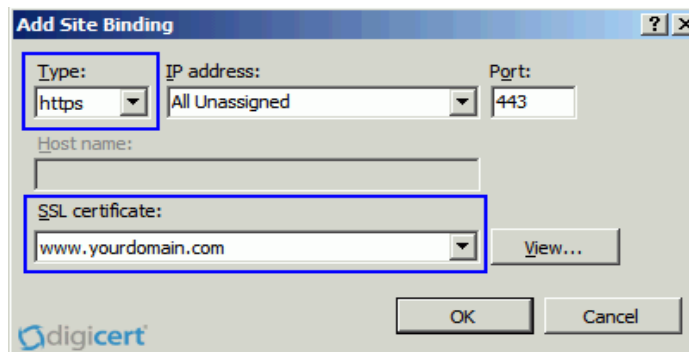 Add Site Binding
Type: IP address: Port:
https All Unassigned 443
Host name:
SSL certificate:
www.yourdomain.com View...
OK Cancel
digicert